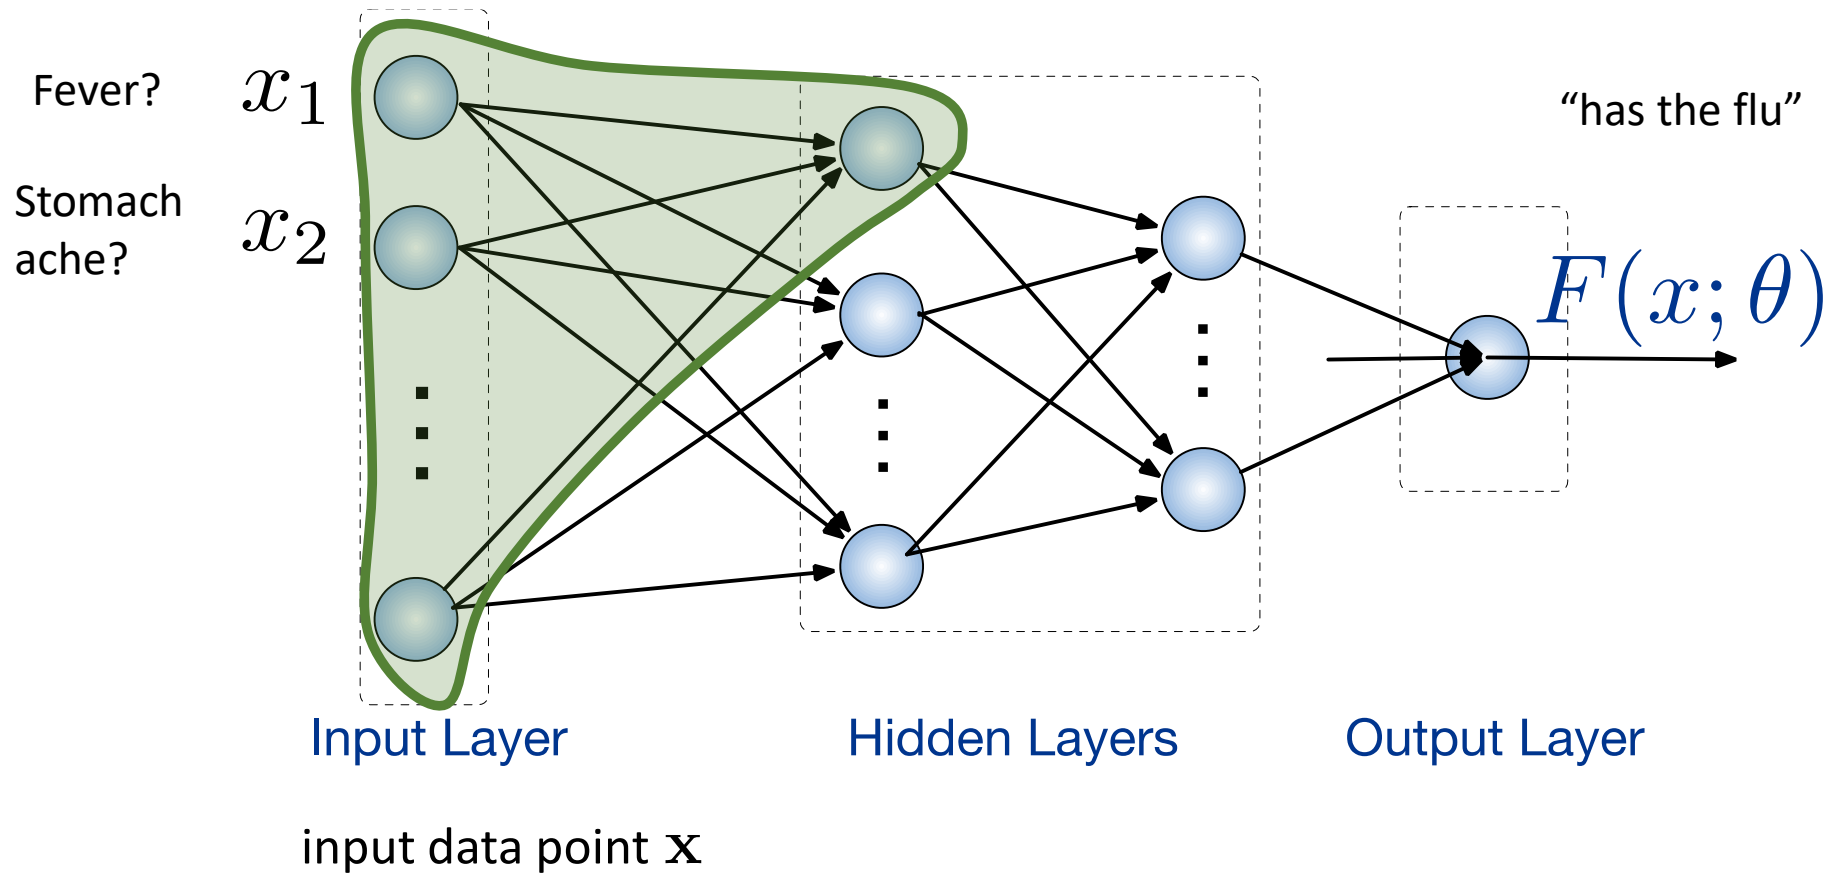 Fever?
x₁
"has the flu"
Stomach
ache?
x₂
F(x; θ)
Input Layer
Hidden Layers
Output Layer
input data point x